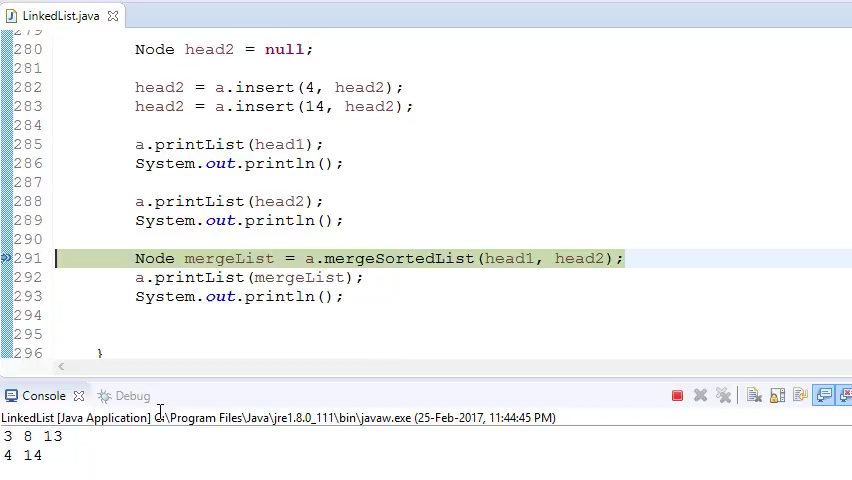 LinkedList.java
279
280 Node head2 = null;
281
282 head2 = a.insert(4, head2);
283 head2 = a.insert(14, head2);
284
285 a.printList(head1);
286 System.out.println();
287
288 a.printList(head2);
289 System.out.println();
290
291 Node mergeList = a.mergeSortedList(head1, head2);
292 a.printList(mergeList);
293 System.out.println();
294
295
296 }
Console Debug
LinkedList [Java Application] C:\Program Files\Java\jre1.8.0_111\bin\javaw.exe (25-Feb-2017, 11:44:45 PM)
3 8 13
4 14